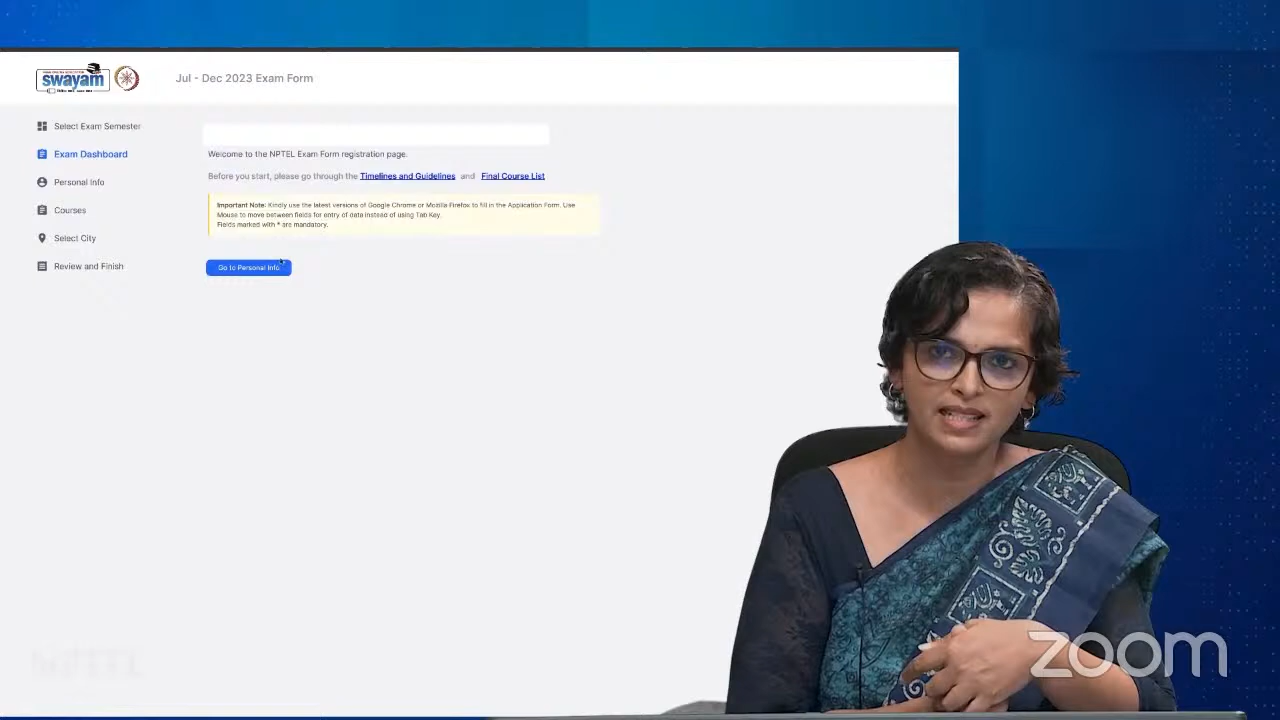 swayam
Jul - Dec 2023 Exam Form
Select Exam Semester
Exam Dashboard
Personal Info
Courses
Select City
Review and Finish
Welcome to the NPTEL Exam Form registration page.
Before you start, please go through the Timelines and Guidelines and Final Course List
Important Note: Kindly use the latest versions of Google Chrome or Mozilla Firefox to fill in the Application Form. Use
Mouse to move between fields for entry of data instead of using Tab Key.
Fields marked with * are mandatory.
Go to Personal Info
NPTEL
zoom